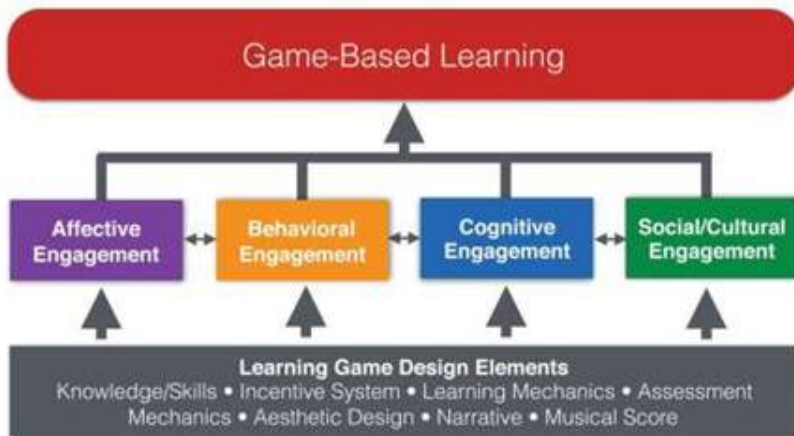 Game-Based Learning
Affective
Engagement
Behavioral
Engagement
Cognitive
Engagement
Social/Cultural
Engagement
Learning Game Design Elements
Knowledge/Skills • Incentive System • Learning Mechanics • Assessment
Mechanics • Aesthetic Design • Narrative • Musical Score